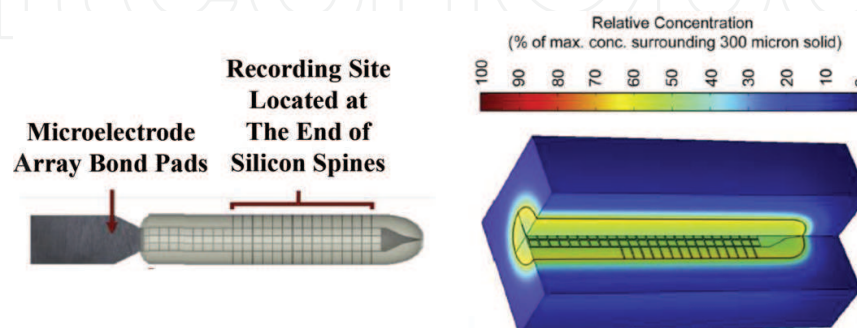 Recording Site
Located at
The End of
Silicon Spines
Microelectrode
Array Bond Pads
Relative Concentration
(% of max. conc. surrounding 300 micron solid)
100
90
80
70
60
50
40
30
20
10